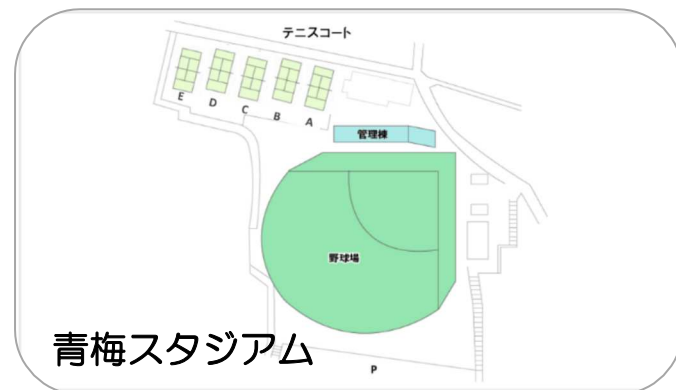 テニスコート
E D C B A
管理棟
野球場
青梅スタジアム
P